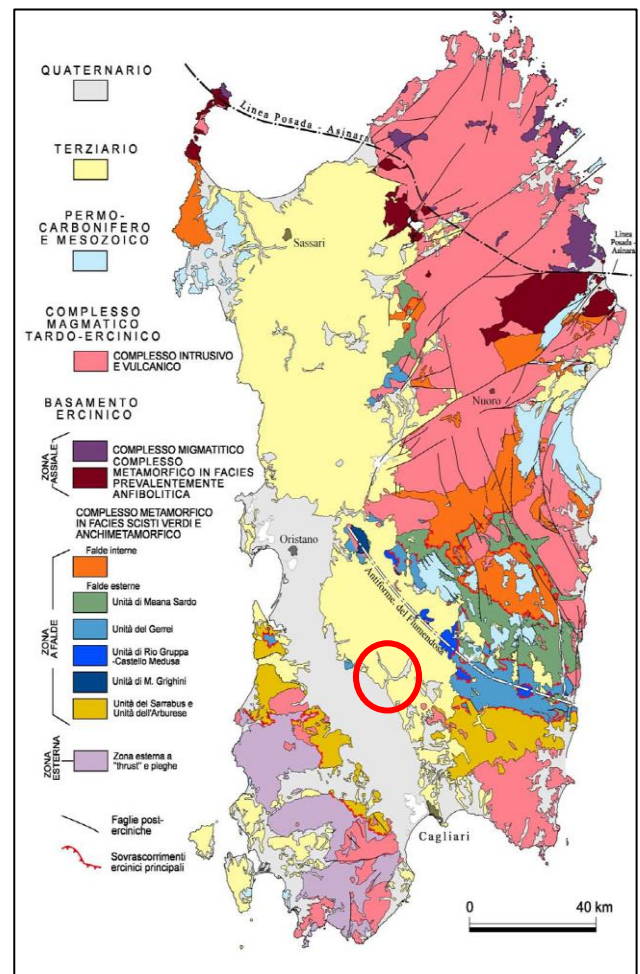 QUATERNARIO
TERZIARIO
PERMO-
CARBONIFERO
E MESOZOICO
COMPLESSO
MAGMATICO
TARDO-ERCINICO
COMPLESSO INTRUSIVO
E VULCANICO
BASAMENTO
ERCINICO
ZONA
ASSIALE
COMPLESSO MIGMATITICO
COMPLESSO
METAMORFICO IN FACIES
PREVALENTEMENTE
ANFIBOLITICA
COMPLESSO METAMORFICO
IN FACIES SCISTI VERDI E
ANCHIMETAMORFICO
ZONA
A FALDE
Falde interne
Falde esterne
Unità di Meana Sardo
Unità del Gerrei
Unità di Rio Gruppa
-Castello Medusa
Unità di M. Grighini
Unità del Sarrabus e
Unità dell'Arburese
ZONA
ESTERNA
Zona esterna a
"thrust" e pieghe
Faglie post-
erciniche
Sovrascorrimenti
ercinici principali
Linea Posada - Asinara
Sassari
Linea
Posada -
Asinara
Nuoro
Oristano
Antiforme del Flumendosa
Cagliari
0 40 km